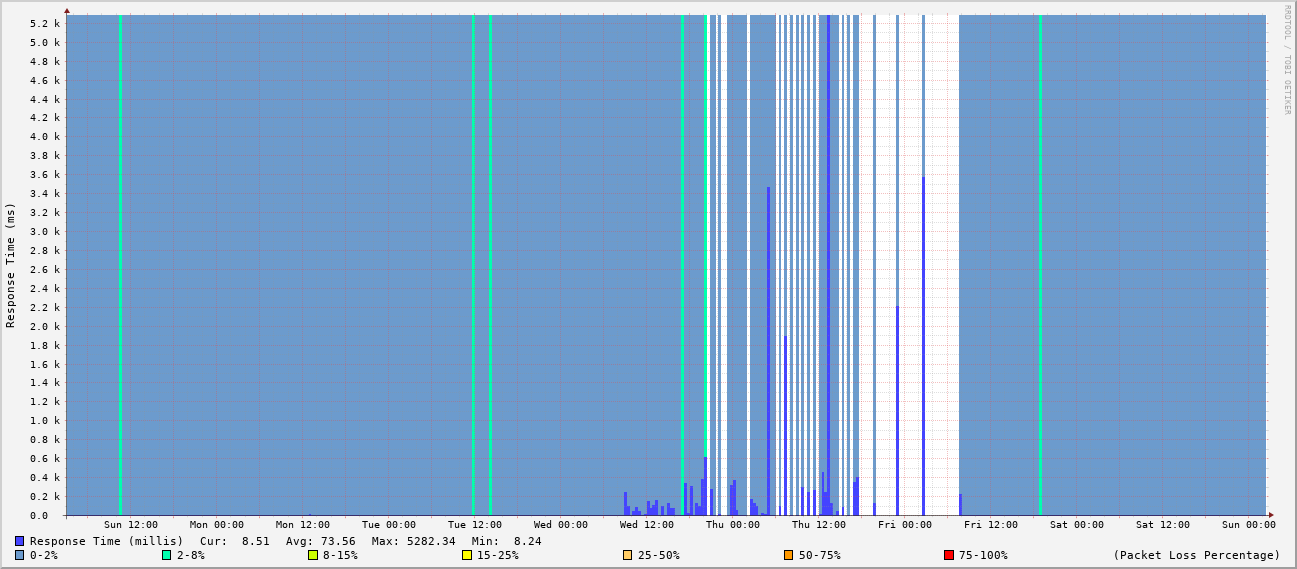 5.2 k
5.0 k
4.8 k
4.6 k
4.4 k
4.2 k
4.0 k
3.8 k
3.6 k
3.4 k
3.2 k
3.0 k
2.8 k
2.6 k
2.4 k
2.2 k
2.0 k
1.8 k
1.6 k
1.4 k
1.2 k
1.0 k
0.8 k
0.6 k
0.4 k
0.2 k
0.0
Response Time (ms)
RRDTOOL / TOBI OETIKER
Sun 12:00 Mon 00:00 Mon 12:00 Tue 00:00 Tue 12:00 Wed 00:00 Wed 12:00 Thu 00:00 Thu 12:00 Fri 00:00 Fri 12:00 Sat 00:00 Sat 12:00 Sun 00:00
Response Time (millis) Cur: 8.51 Avg: 73.56 Max: 5282.34 Min: 8.24
0-2% 2-8% 8-15% 15-25% 25-50% 50-75% 75-100% (Packet Loss Percentage)